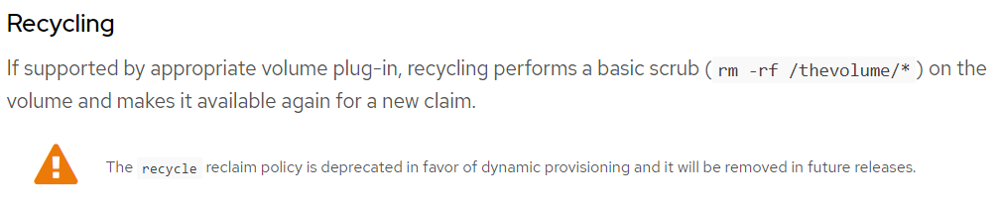 Recycling
If supported by appropriate volume plug-in, recycling performs a basic scrub ( rm -rf /thevolume/* ) on the
volume and makes it available again for a new claim.
The recycle reclaim policy is deprecated in favor of dynamic provisioning and it will be removed in future releases.